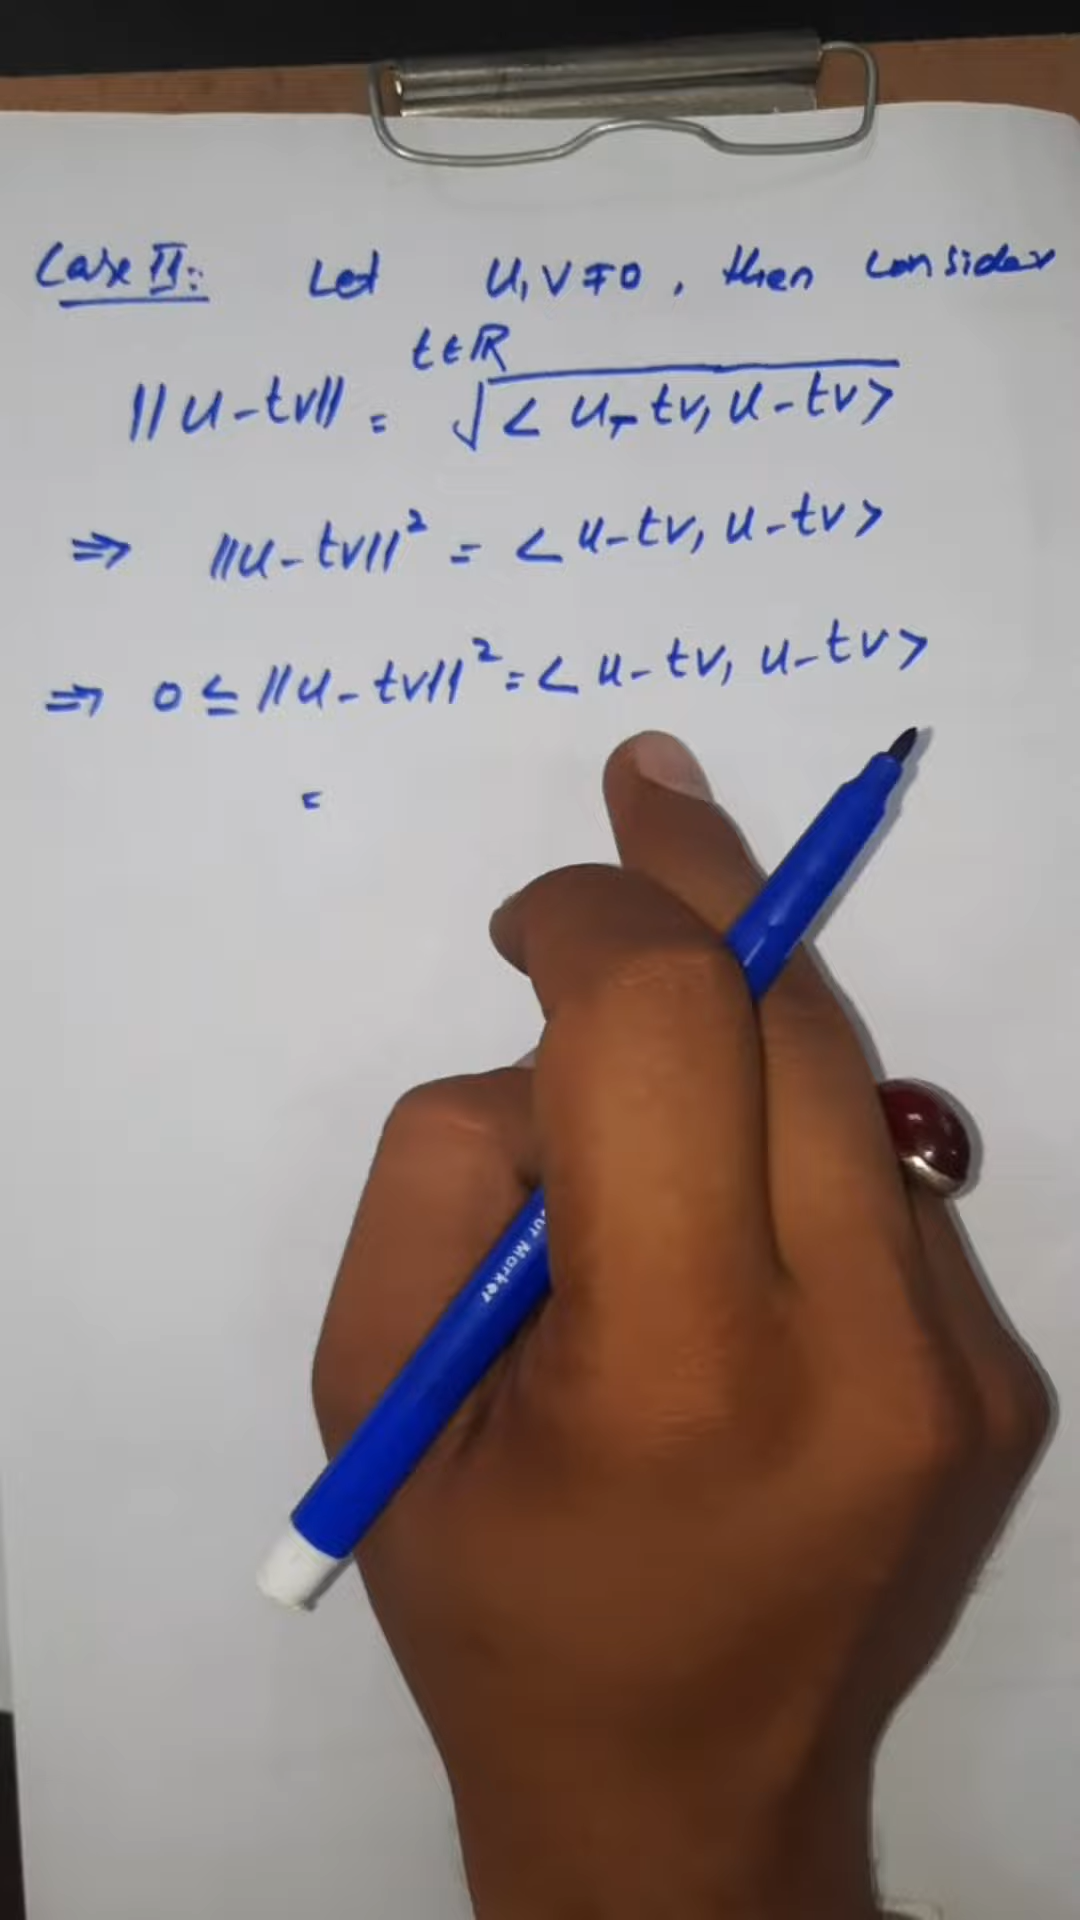 Case II: Let u, v ≠ 0, then consider
t ∈ ℝ
||u - tv|| = √<u - tv, u - tv>
⇒ ||u - tv||² = <u - tv, u - tv>
⇒ 0 ≤ ||u - tv||² = <u - tv, u - tv>
=
Marker